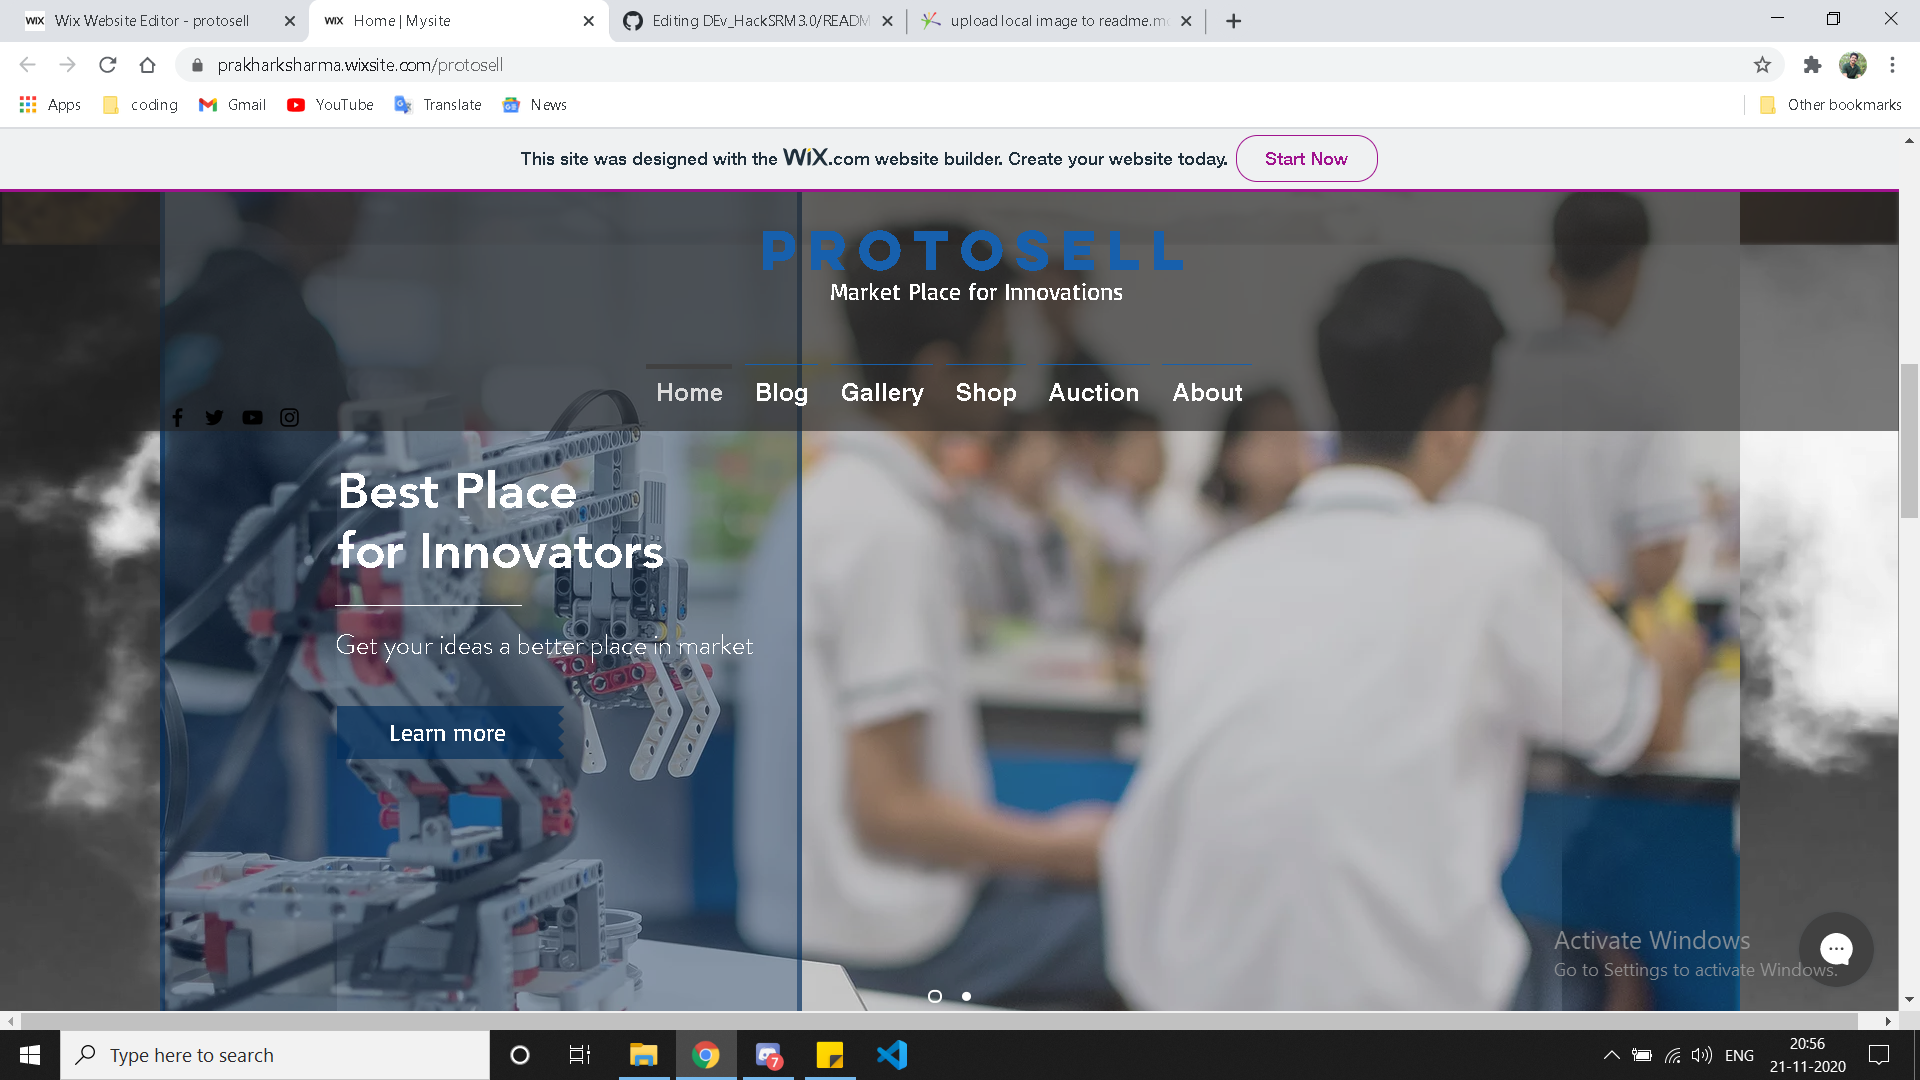 WIX Wix Website Editor - protosell
WIX Home | Mysite
Editing DEv_HackSRM3.0/READM
upload local image to readme.md
prakharksharma.wixsite.com/protosell
Apps
coding
Gmail
YouTube
Translate
News
Other bookmarks
This site was designed with the WiX.com website builder. Create your website today.
Start Now
PROTOSELL
Market Place for Innovations
Home
Blog
Gallery
Shop
Auction
About
Best Place
for Innovators
Get your ideas a better place in market
Learn more
Activate Windows
Go to Settings to activate Windows.
Type here to search
7
ENG
20:56
21-11-2020